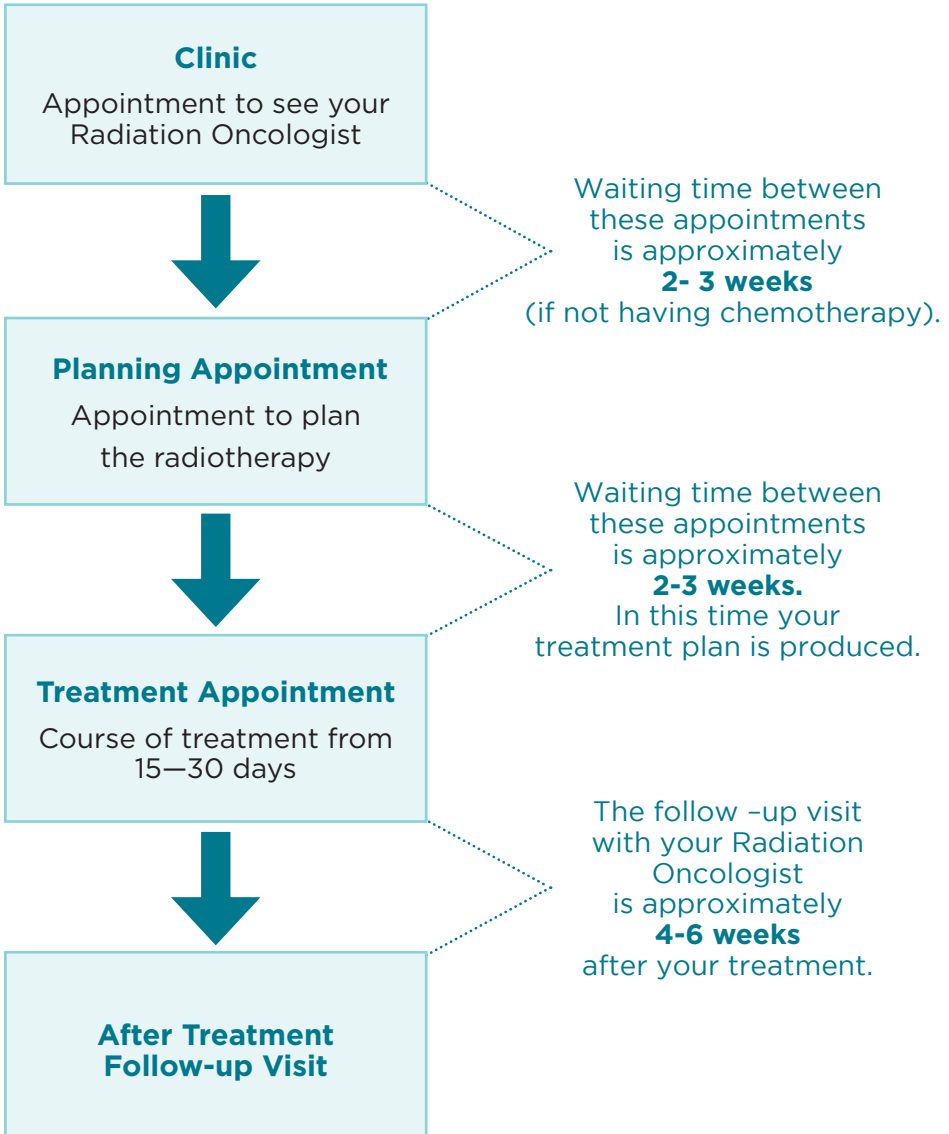 Clinic
Appointment to see your
Radiation Oncologist
Waiting time between
these appointments
is approximately
2- 3 weeks
(if not having chemotherapy).
Planning Appointment
Appointment to plan
the radiotherapy
Waiting time between
these appointments
is approximately
2-3 weeks.
In this time your
treatment plan is produced.
Treatment Appointment
Course of treatment from
15—30 days
The follow –up visit
with your Radiation
Oncologist
is approximately
4-6 weeks
after your treatment.
After Treatment
Follow-up Visit